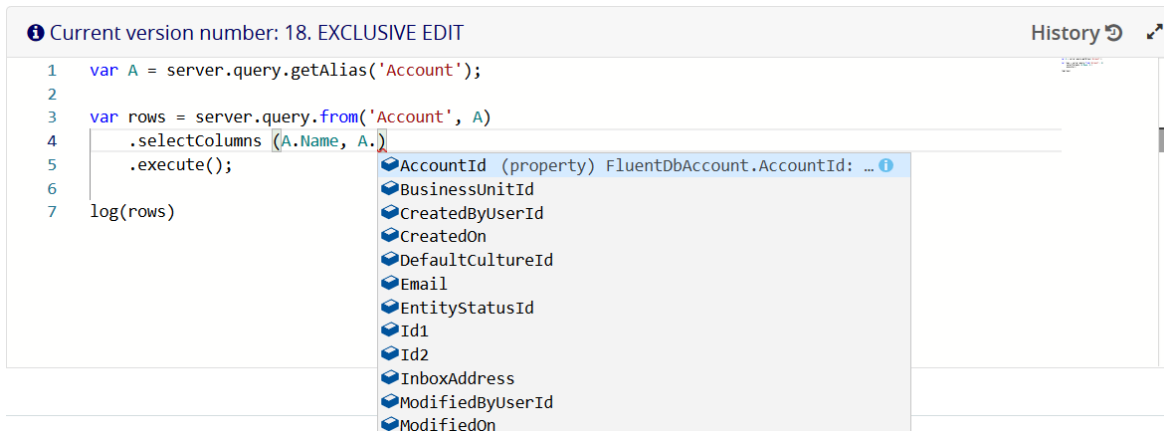 Current version number: 18. EXCLUSIVE EDIT
History
1 var A = server.query.getAlias('Account');
2
3 var rows = server.query.from('Account', A)
4 .selectColumns (A.Name, A.)
5 .execute();
6
7 log(rows)
AccountId (property) FluentDbAccount.AccountId: …
BusinessUnitId
CreatedByUserId
CreatedOn
DefaultCultureId
Email
EntityStatusId
Id1
Id2
InboxAddress
ModifiedByUserId
ModifiedOn